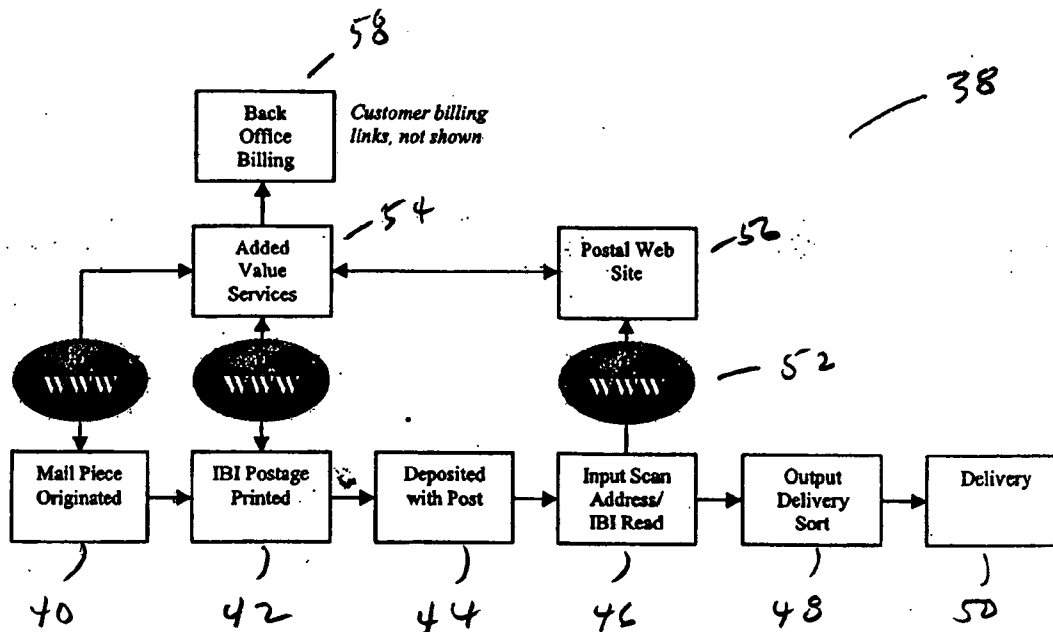 58
38
Back
Office
Billing
Customer billing
links, not shown
54
56
Added
Value
Services
Postal Web
Site
WWW
WWW
WWW
52
Mail Piece
Originated
IBI Postage
Printed
Deposited
with Post
Input Scan
Address/
IBI Read
Output
Delivery
Sort
Delivery
40
42
44
46
48
50